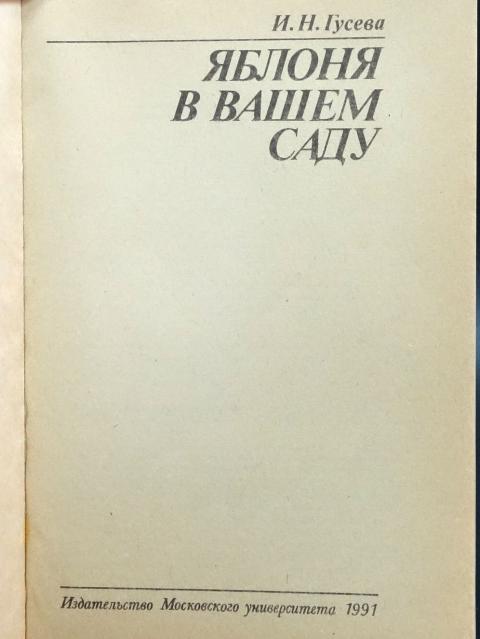 И. Н. Гусева
ЯБЛОНЯ
В ВАШЕМ
САДУ
Издательство Московского университета 1991